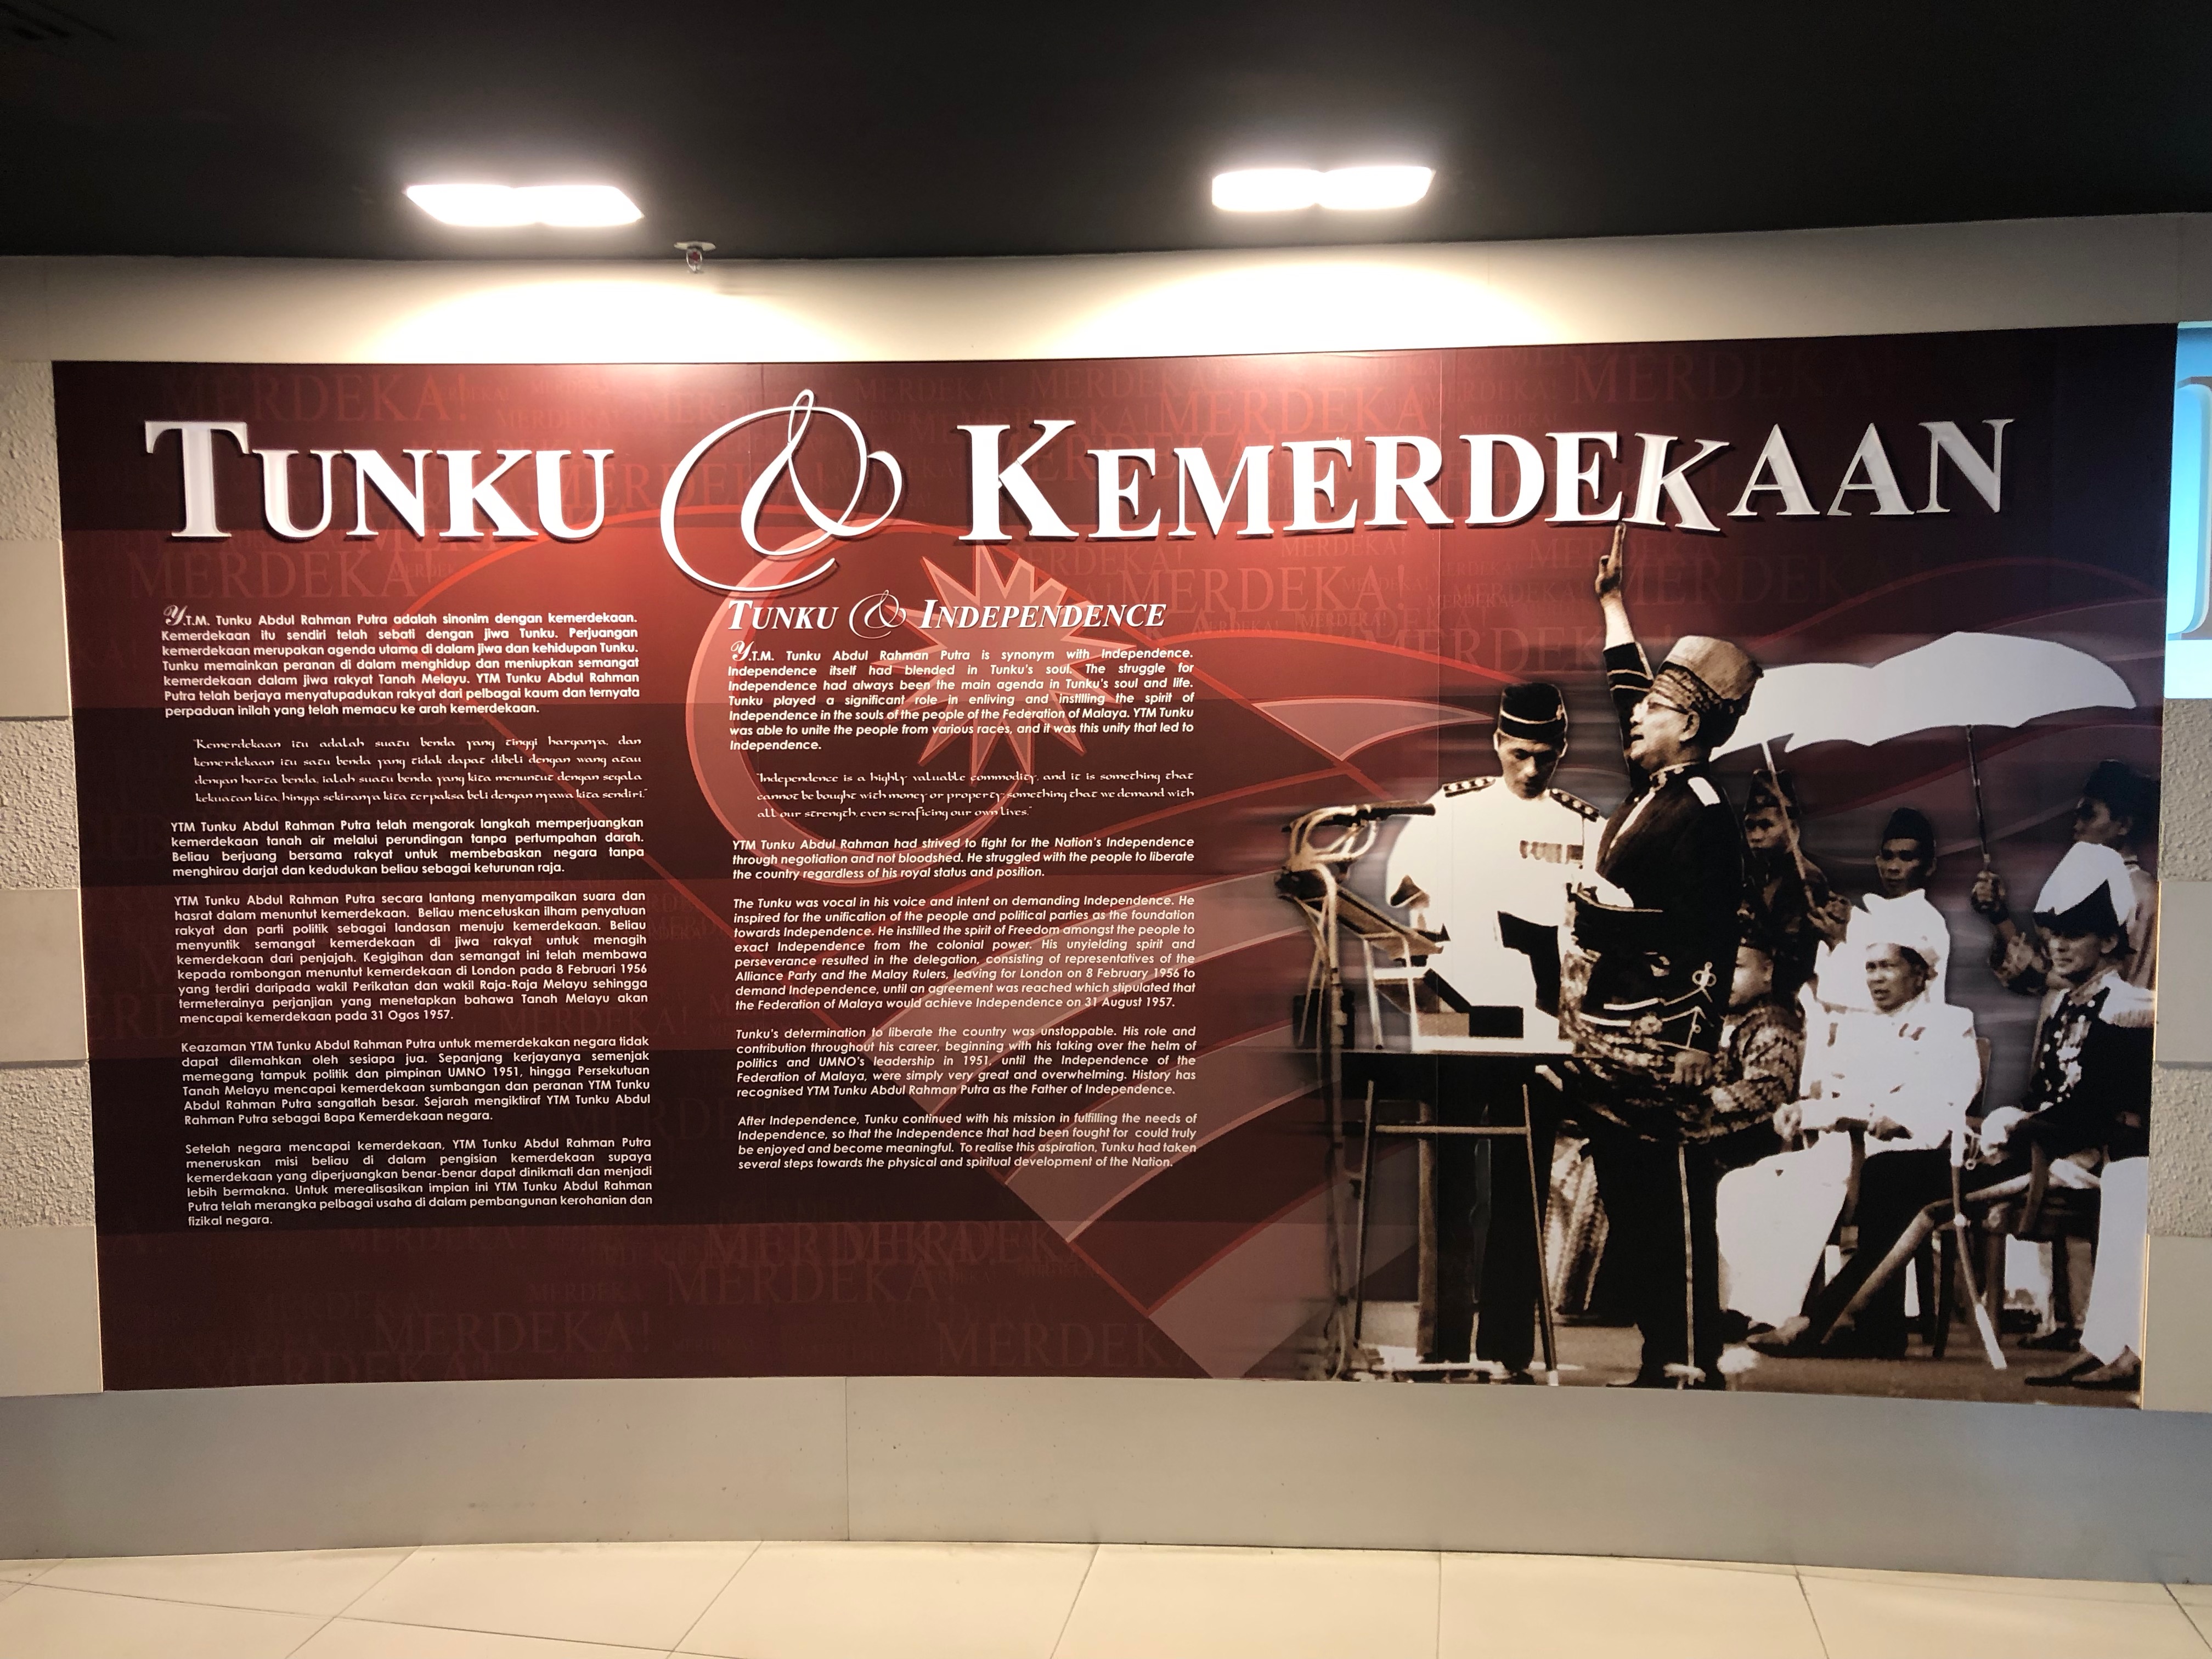 TUNKU & KEMERDEKAAN
Y.T.M. Tunku Abdul Rahman Putra adalah sinonim dengan kemerdekaan.
Kemerdekaan itu sendiri telah sebati dengan jiwa Tunku. Perjuangan
kemerdekaan merupakan agenda utama di dalam jiwa dan kehidupan Tunku.
Tunku memainkan peranan di dalam menghidup dan meniupkan semangat
kemerdekaan dalam jiwa rakyat Tanah Melayu. YTM Tunku Abdul Rahman
Putra telah berjaya menyatupadukan rakyat dari pelbagai kaum dan ternyata
perpaduan inilah yang telah memacu ke arah kemerdekaan.
"Kemerdekaan itu adalah suatu benda yang tinggi harganya, dan
kemerdekaan itu satu benda yang tidak dapat dibeli dengan wang atau
dengan harta benda, ialah suatu benda yang kita menuntut dengan segala
kekuatan kita, hingga sekiranya kita terpaksa beli dengan nyawa kita sendiri."
YTM Tunku Abdul Rahman Putra telah mengorak langkah memperjuangkan
kemerdekaan tanah air melalui perundingan tanpa pertumpahan darah.
Beliau berjuang bersama rakyat untuk membebaskan negara tanpa
menghirau darjat dan kedudukan beliau sebagai keturunan raja.
YTM Tunku Abdul Rahman Putra secara lantang menyampaikan suara dan
hasrat dalam menuntut kemerdekaan. Beliau mencetuskan ilham penyatuan
rakyat dan parti politik sebagai landasan menuju kemerdekaan. Beliau
menyuntik semangat kemerdekaan di jiwa rakyat untuk menagih
kemerdekaan dari penjajah. Kegigihan dan semangat ini telah membawa
kepada rombongan menuntut kemerdekaan di London pada 8 Februari 1956
yang terdiri daripada wakil Perikatan dan wakil Raja-Raja Melayu sehingga
termeterainya perjanjian yang menetapkan bahawa Tanah Melayu akan
mencapai kemerdekaan pada 31 Ogos 1957.
Keazaman YTM Tunku Abdul Rahman Putra untuk memerdekakan negara tidak
dapat dilemahkan oleh sesiapa jua. Sepanjang kerjayanya semenjak
memegang tampuk politik dan pimpinan UMNO 1951, hingga Persekutuan
Tanah Melayu mencapai kemerdekaan sumbangan dan peranan YTM Tunku
Abdul Rahman Putra sangatlah besar. Sejarah mengiktiraf YTM Tunku Abdul
Rahman Putra sebagai Bapa Kemerdekaan negara.
Setelah negara mencapai kemerdekaan, YTM Tunku Abdul Rahman Putra
meneruskan misi beliau di dalam pengisian kemerdekaan supaya
kemerdekaan yang diperjuangkan benar-benar dapat dinikmati dan menjadi
lebih bermakna. Untuk merealisasikan impian ini YTM Tunku Abdul Rahman
Putra telah merangka pelbagai usaha di dalam pembangunan kerohanian dan
fizikal negara.
TUNKU & INDEPENDENCE
Y.T.M. Tunku Abdul Rahman Putra is synonym with Independence.
Independence itself had blended in Tunku's soul. The struggle for
Independence had always been the main agenda in Tunku's soul and life.
Tunku played a significant role in enliving and instilling the spirit of
Independence in the souls of the people of the Federation of Malaya. YTM Tunku
was able to unite the people from various races, and it was this unity that led to
Independence.
"Independence is a highly valuable commodity, and it is something that
cannot be bought with money or property; something that we demand with
all our strength, even scraficing our own lives."
YTM Tunku Abdul Rahman had strived to fight for the Nation's Independence
through negotiation and not bloodshed. He struggled with the people to liberate
the country regardless of his royal status and position.
The Tunku was vocal in his voice and intent on demanding Independence. He
inspired for the unification of the people and political parties as the foundation
towards Independence. He instilled the spirit of Freedom amongst the people to
exact Independence from the colonial power. His unyielding spirit and
perseverance resulted in the delegation, consisting of representatives of the
Alliance Party and the Malay Rulers, leaving for London on 8 February 1956 to
demand Independence, until an agreement was reached which stipulated that
the Federation of Malaya would achieve Independence on 31 August 1957.
Tunku's determination to liberate the country was unstoppable. His role and
contribution throughout his career, beginning with his taking over the helm of
politics and UMNO's leadership in 1951, until the Independence of the
Federation of Malaya, were simply very great and overwhelming. History has
recognised YTM Tunku Abdul Rahman Putra as the Father of Independence.
After Independence, Tunku continued with his mission in fulfilling the needs of
Independence, so that the Independence that had been fought for could truly
be enjoyed and become meaningful. To realise this aspiration, Tunku had taken
several steps towards the physical and spiritual development of the Nation.
MERDEKA!
MERDEKA!
MERDEKA!
MERDEKA!
MERDEKA!